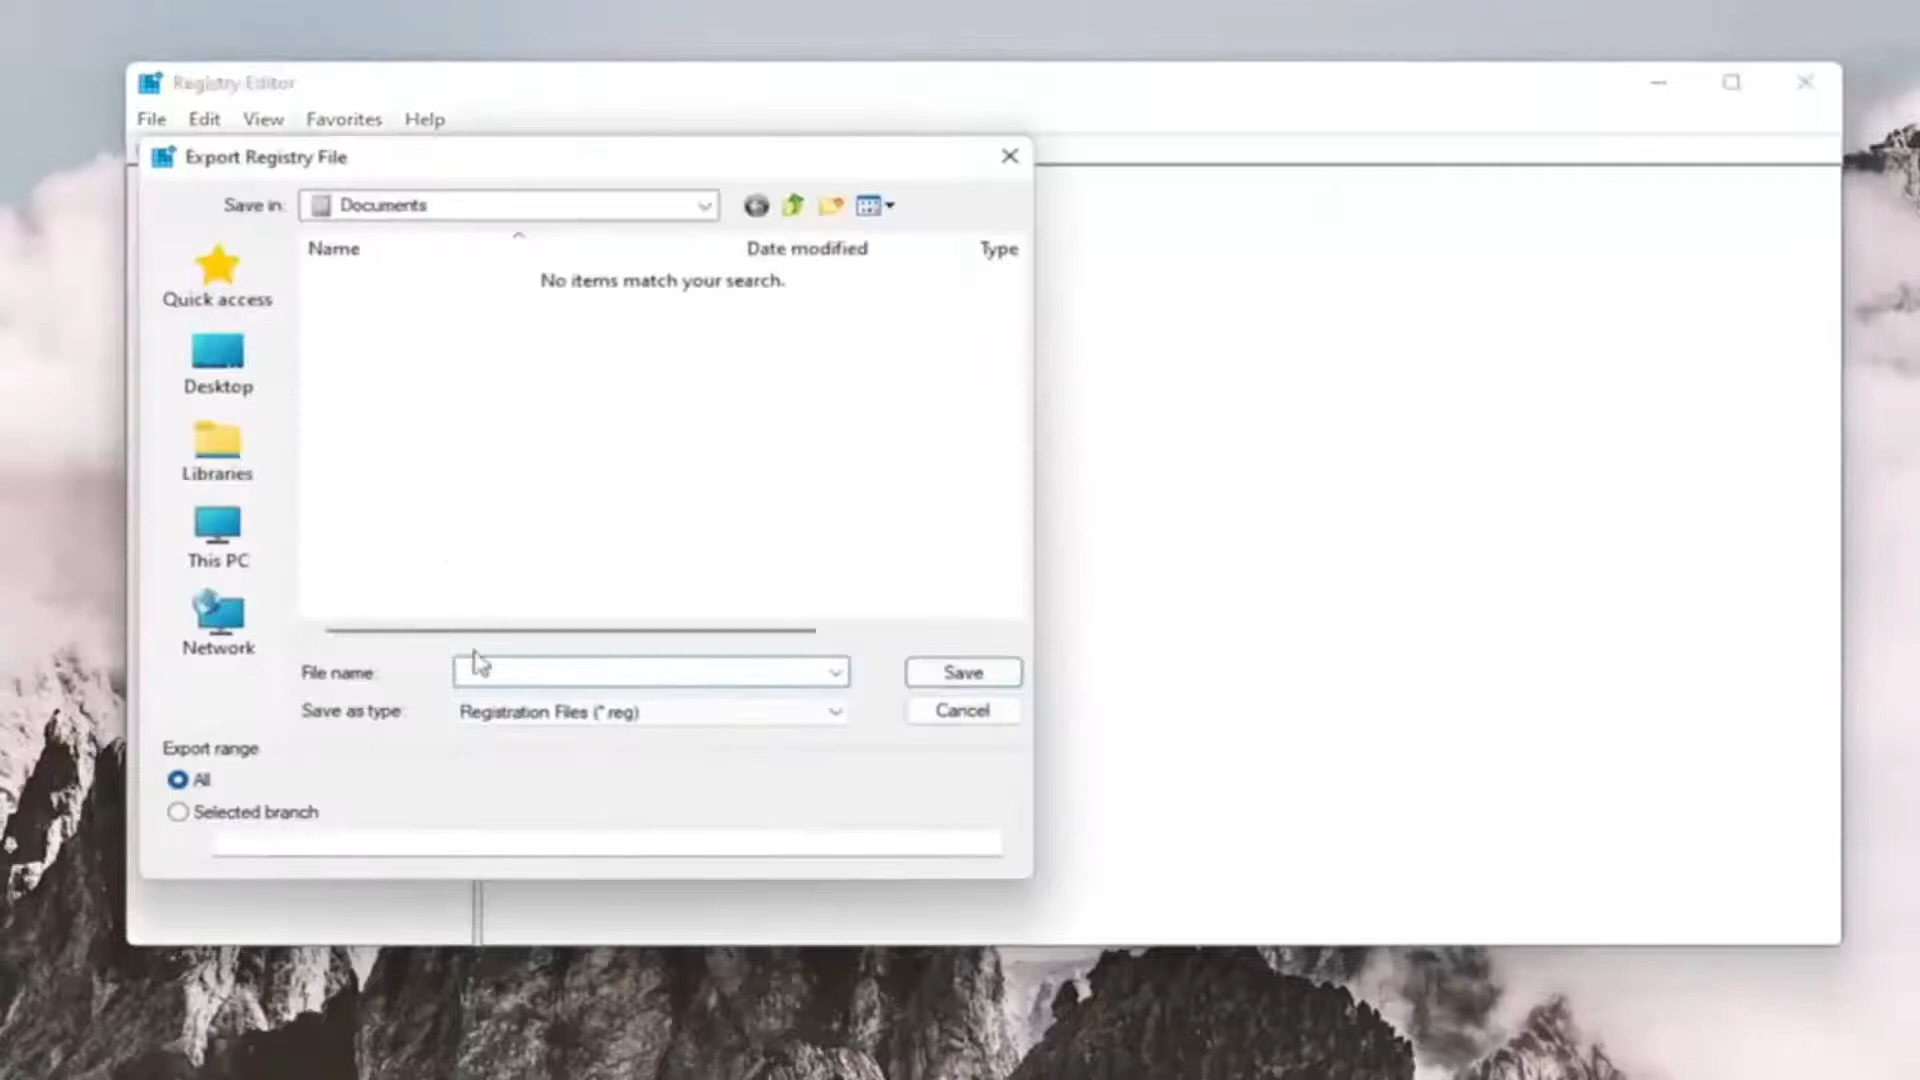 Registry Editor
File Edit View Favorites Help
Export Registry File
Save in: Documents
Name Date modified Type
No items match your search.
Quick access
Desktop
Libraries
This PC
Network
File name: Save
Save as type: Registration Files (*.reg) Cancel
Export range
All
Selected branch